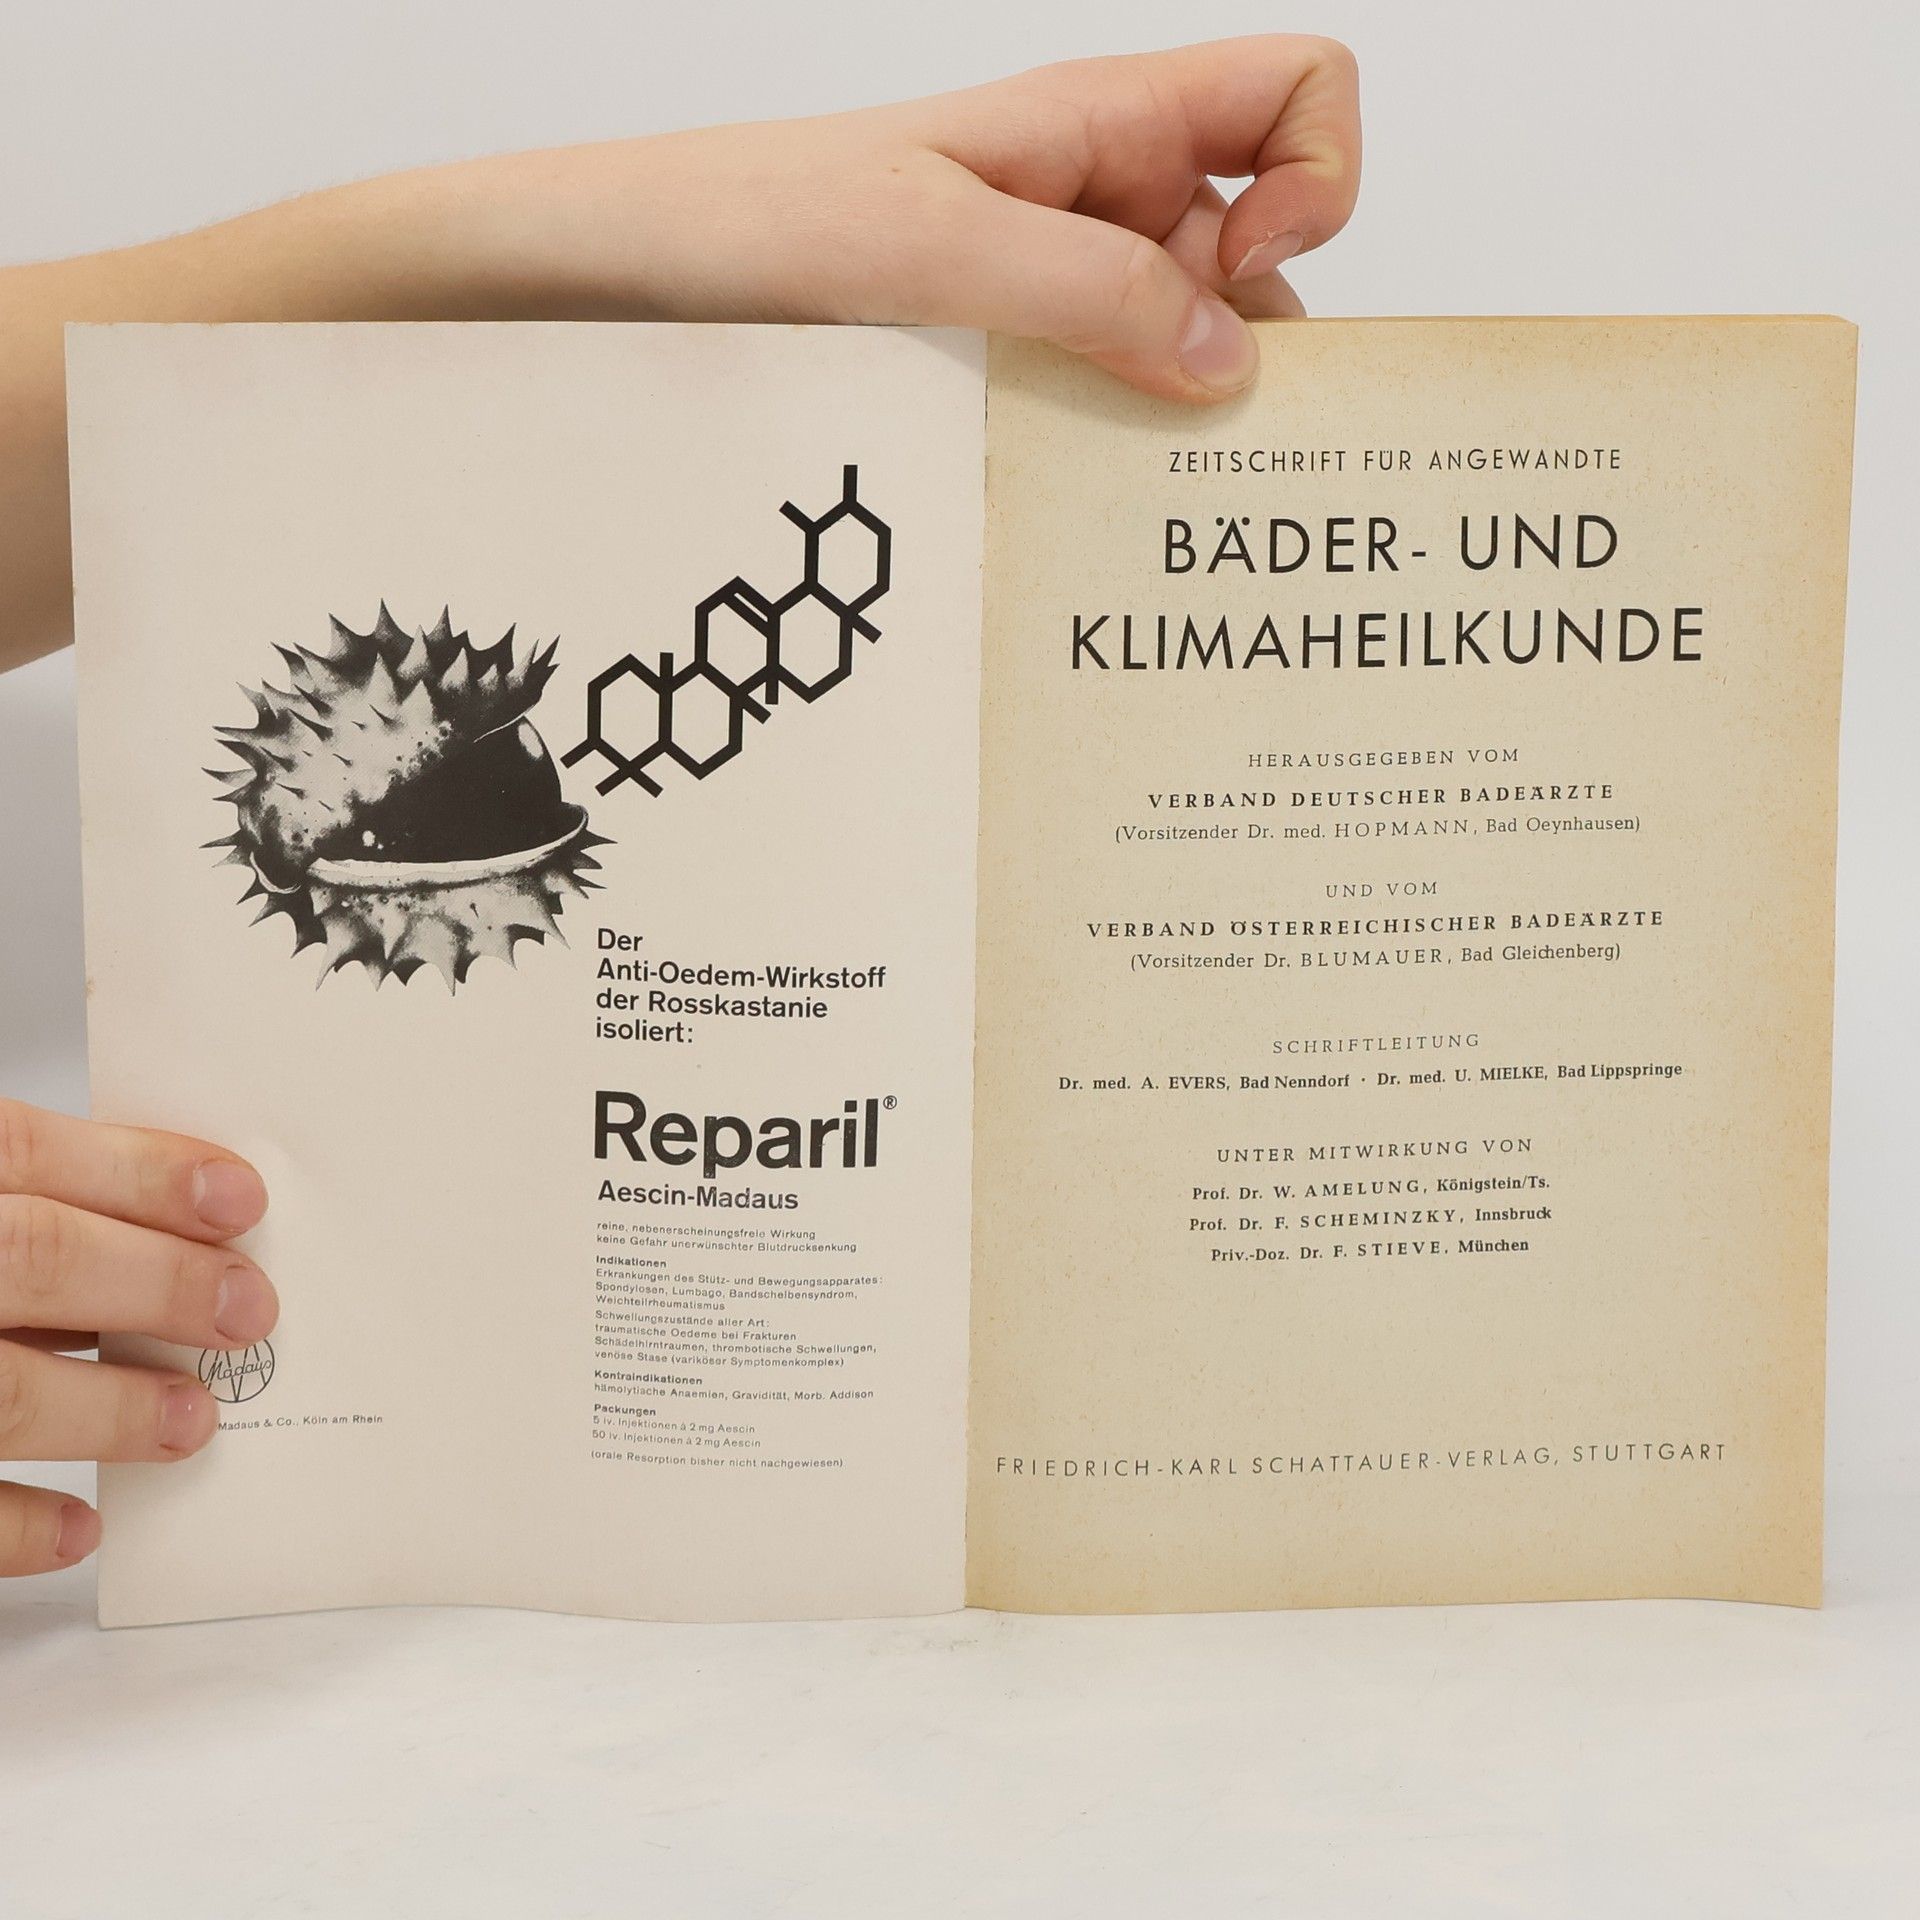 Der
Anti-Oedem-Wirkstoff
der Rosskastanie
isoliert:
Reparil®
Aescin-Madaus
reine, nebenerscheinungsfreie Wirkung
keine Gefahr unerwünschter Blutdrucksenkung
Indikationen
Erkrankungen des Stütz- und Bewegungsapparates:
Spondylosen, Lumbago, Bandscheibensyndrom,
Weichteilrheumatismus
Schwellungszustände aller Art:
traumatische Oedeme bei Frakturen
Schädelhirntraumen, thrombotische Schwellungen,
venöse Stase (variköser Symptomenkomplex)
Kontraindikationen
hämolytische Anaemien, Gravidität, Morb. Addison
Packungen
5 iv. Injektionen à 2 mg Aescin
50 iv. Injektionen à 2 mg Aescin
(orale Resorption bisher nicht nachgewiesen)
Madaus
Madaus & Co., Köln am Rhein
ZEITSCHRIFT FÜR ANGEWANDTE
BÄDER- UND
KLIMAHEILKUNDE
HERAUSGEGEBEN VOM
VERBAND DEUTSCHER BADEÄRZTE
(Vorsitzender Dr. med. HOPMANN, Bad Oeynhausen)
UND VOM
VERBAND ÖSTERREICHISCHER BADEÄRZTE
(Vorsitzender Dr. BLUMAUER, Bad Gleichenberg)
SCHRIFTLEITUNG
Dr. med. A. EVERS, Bad Nenndorf · Dr. med. U. MIELKE, Bad Lippspringe
UNTER MITWIRKUNG VON
Prof. Dr. W. AMELUNG, Königstein/Ts.
Prof. Dr. F. SCHEMINZKY, Innsbruck
Priv.-Doz. Dr. F. STIEVE, München
FRIEDRICH-KARL SCHATTAUER-VERLAG, STUTTGART